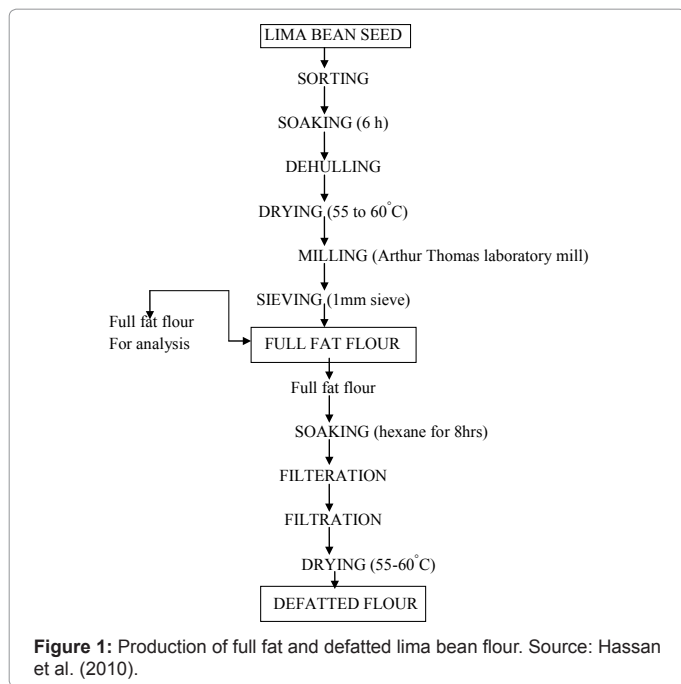 LIMA BEAN SEED
SORTING
SOAKING (6 h)
DEHULLING
DRYING (55 to 60°C)
MILLING (Arthur Thomas laboratory mill)
SIEVING (1mm sieve)
Full fat flour
For analysis
FULL FAT FLOUR
Full fat flour
SOAKING (hexane for 8hrs)
FILTERATION
FILTRATION
DRYING (55-60°C)
DEFATTED FLOUR
Figure 1: Production of full fat and defatted lima bean flour. Source: Hassan
et al. (2010).